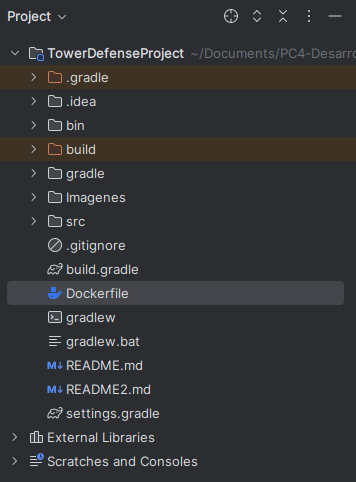 Project
TowerDefenseProject ~/Documents/PC4-Desarr
.gradle
.idea
bin
build
gradle
Imagenes
src
.gitignore
build.gradle
Dockerfile
gradlew
gradlew.bat
M↓ README.md
M↓ README2.md
settings.gradle
External Libraries
Scratches and Consoles